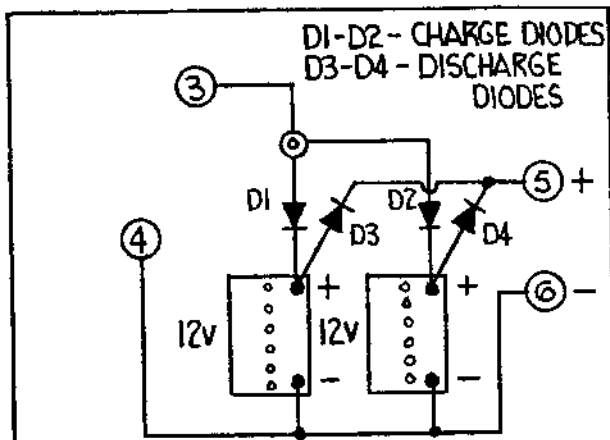 D1-D2- CHARGE DIODES
D3-D4 - DISCHARGE
DIODES
3
5 +
D1
D2
D3
D4
4
+
+
6 -
12V
12V
-
-